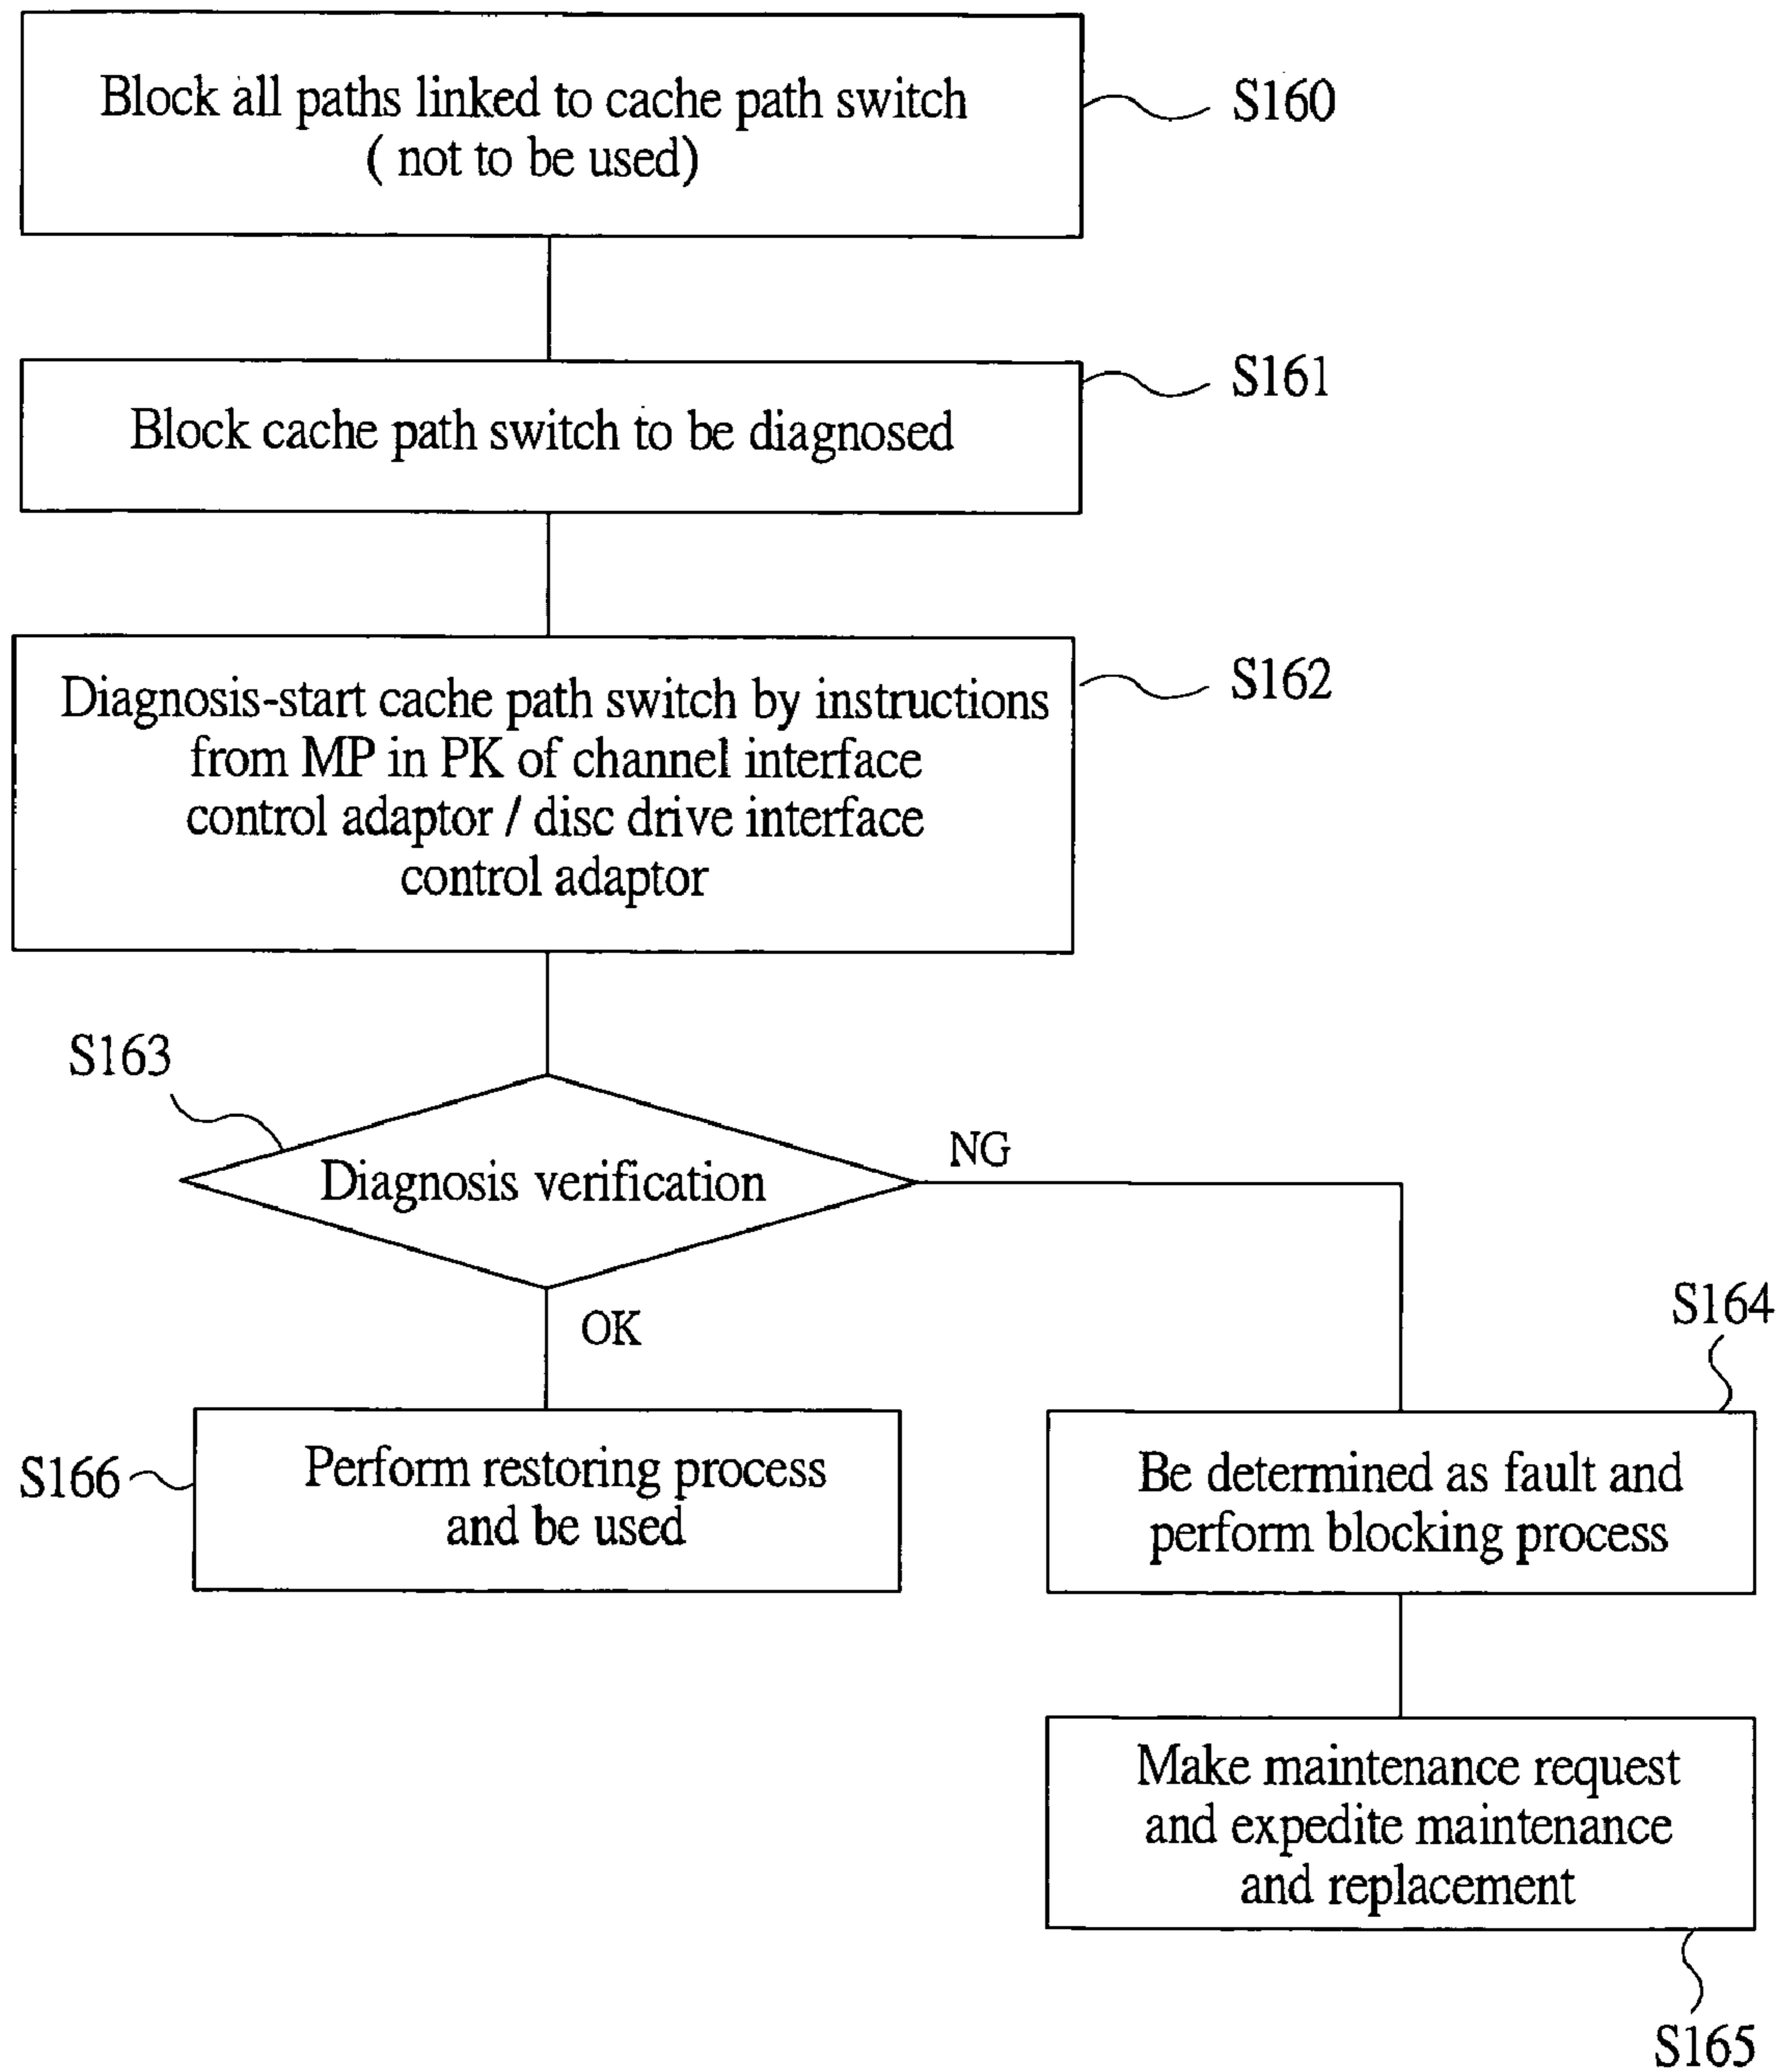 Block all paths linked to cache path switch
( not to be used)
S160
Block cache path switch to be diagnosed
S161
Diagnosis-start cache path switch by instructions
from MP in PK of channel interface
control adaptor / disc drive interface
control adaptor
S162
S163
Diagnosis verification
NG
OK
S164
S166
Perform restoring process
and be used
Be determined as fault and
perform blocking process
Make maintenance request
and expedite maintenance
and replacement
S165